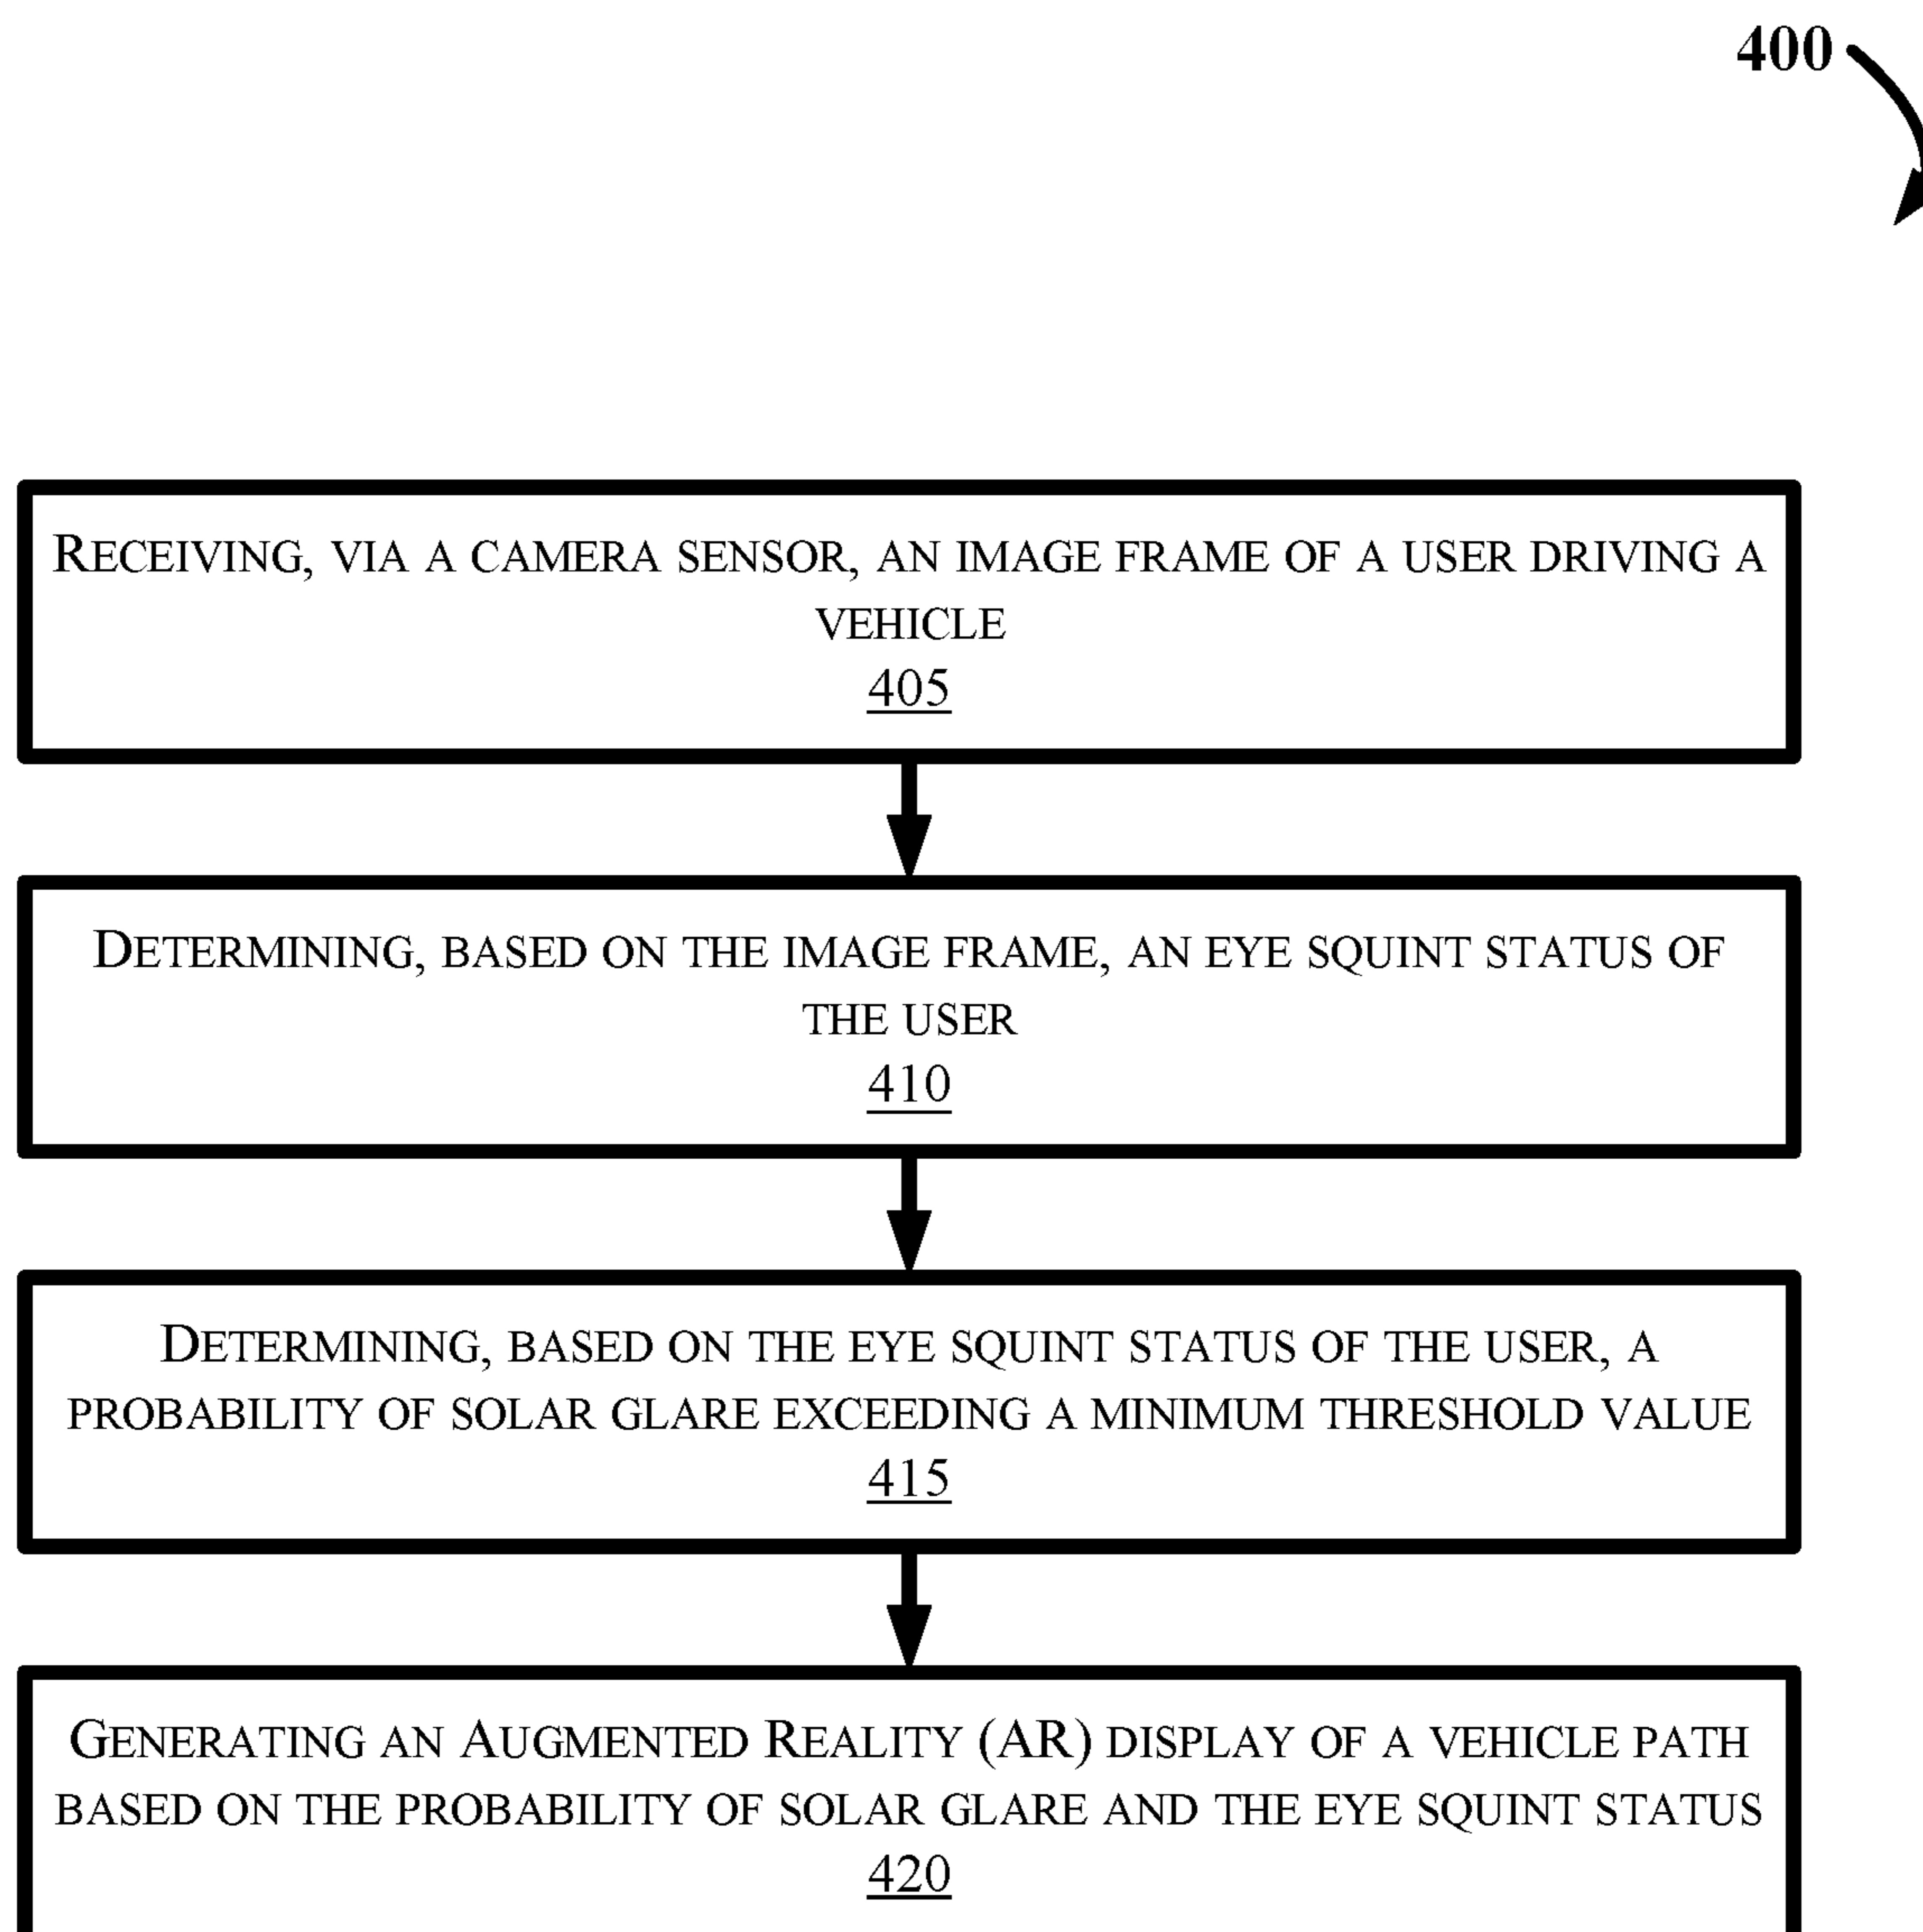 400
Receiving, via a camera sensor, an image frame of a user driving a
vehicle
405
Determining, based on the image frame, an eye squint status of
the user
410
Determining, based on the eye squint status of the user, a
probability of solar glare exceeding a minimum threshold value
415
Generating an Augmented Reality (AR) display of a vehicle path
based on the probability of solar glare and the eye squint status
420